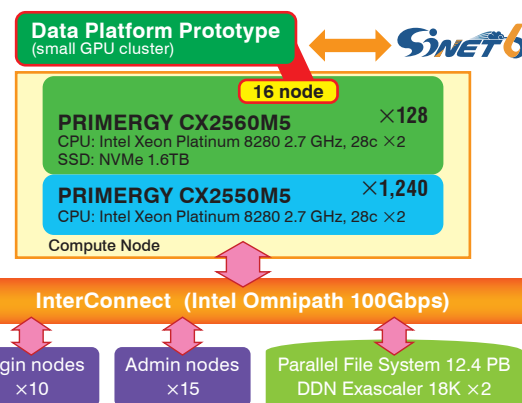 Data Platform Prototype
(small GPU cluster)
SINET6
16 node
PRIMERGY CX2560M5 ×128
CPU: Intel Xeon Platinum 8280 2.7 GHz, 28c ×2
SSD: NVMe 1.6TB
PRIMERGY CX2550M5 ×1,240
CPU: Intel Xeon Platinum 8280 2.7 GHz, 28c ×2
Compute Node
InterConnect (Intel Omnipath 100Gbps)
gin nodes
×10
Admin nodes
×15
Parallel File System 12.4 PB
DDN Exascaler 18K ×2